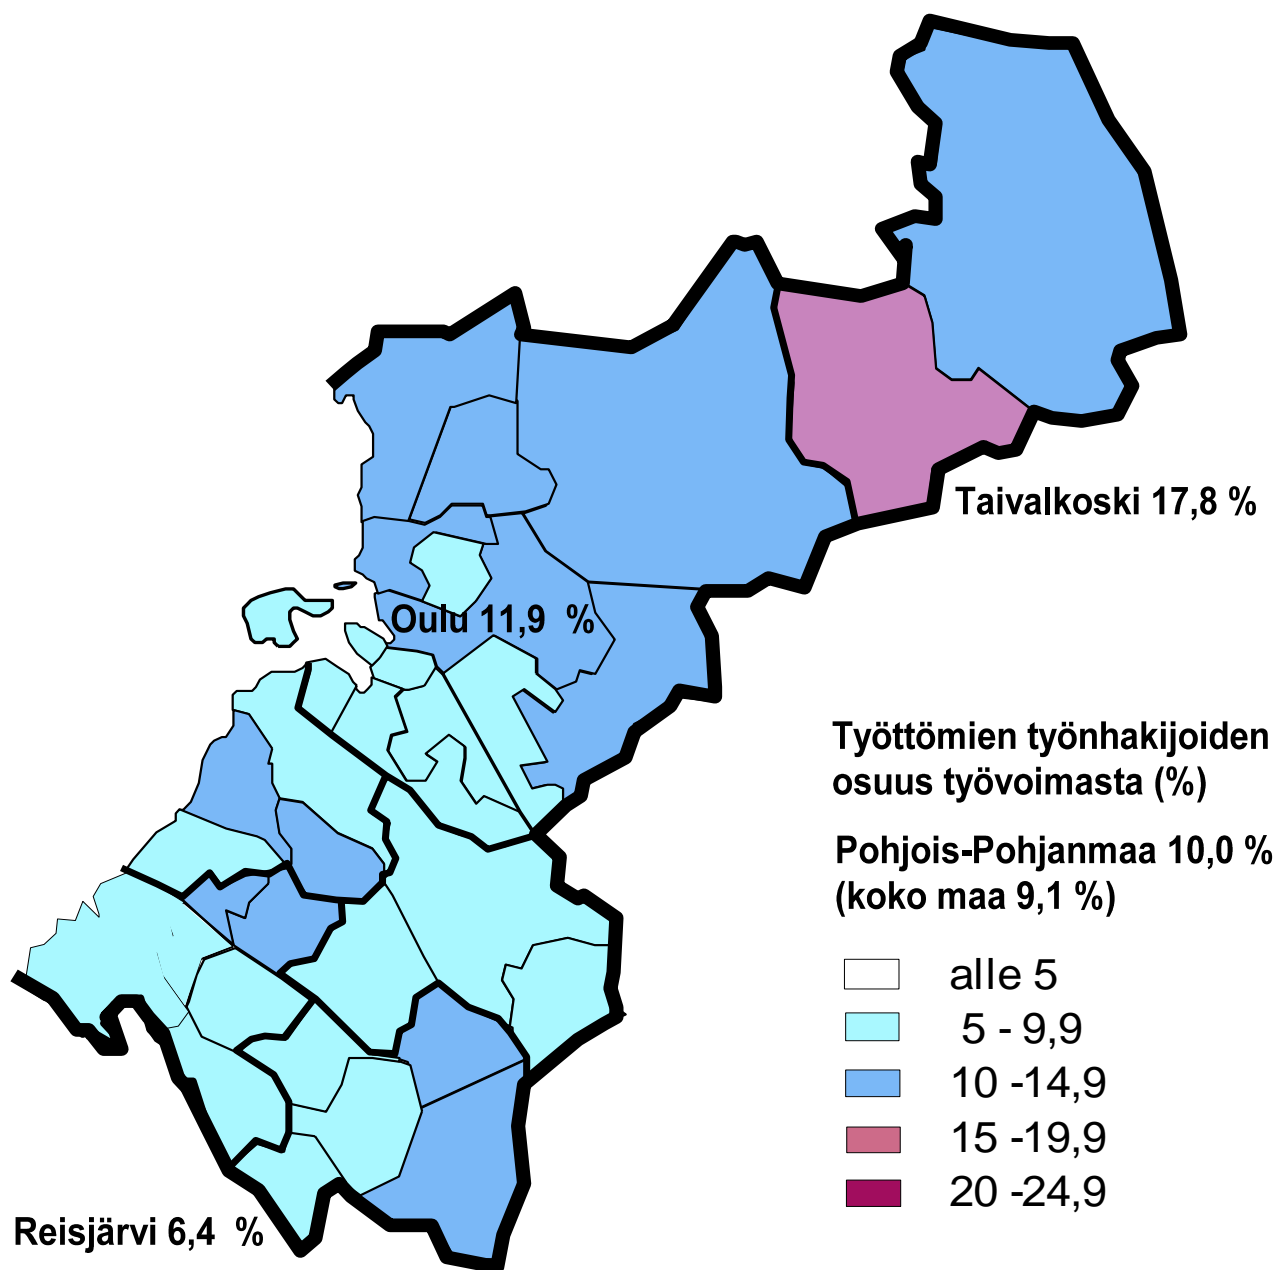 Taivalkoski 17,8 %
Oulu 11,9 %
Työttömien työnhakijoiden
osuus työvoimasta (%)
Pohjois-Pohjanmaa 10,0 %
(koko maa 9,1 %)
alle 5
5 - 9,9
10 -14,9
15 -19,9
20 -24,9
Reisjärvi 6,4 %